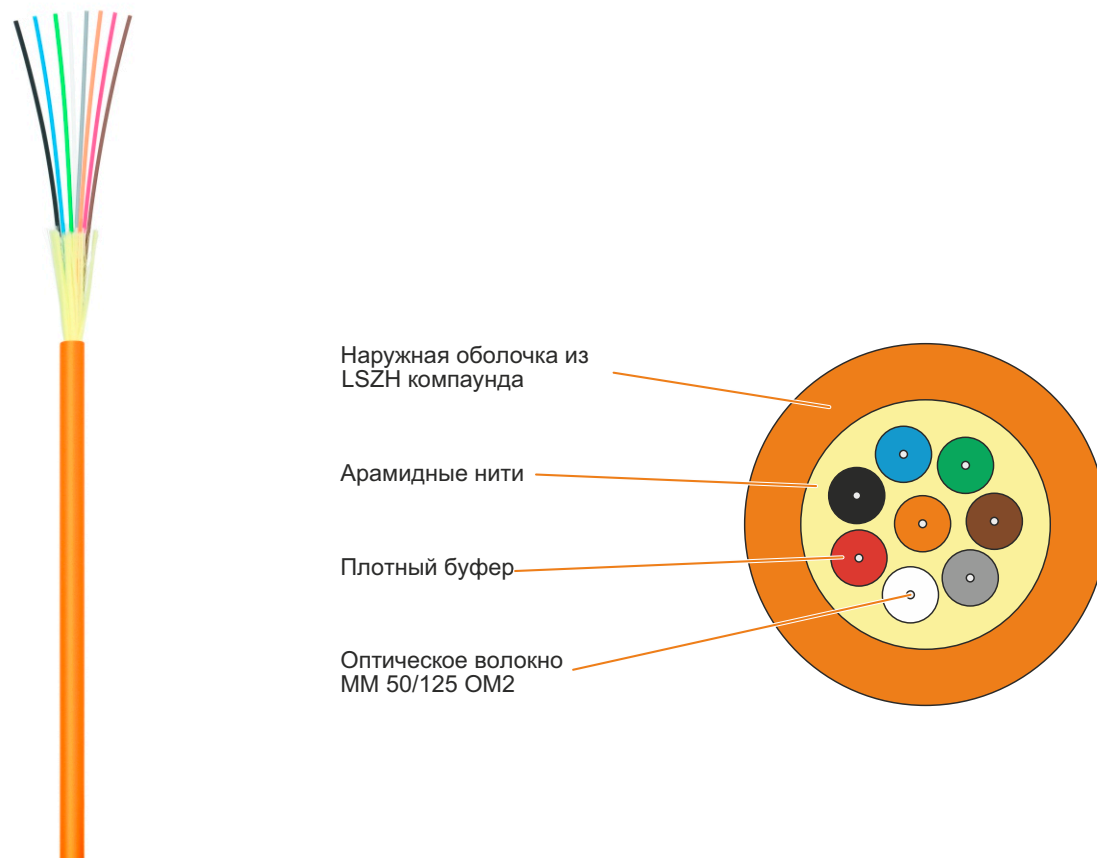 Наружная оболочка из
LSZH компаунда
Арамидные нити
Плотный буфер
Оптическое волокно
ММ 50/125 ОМ2